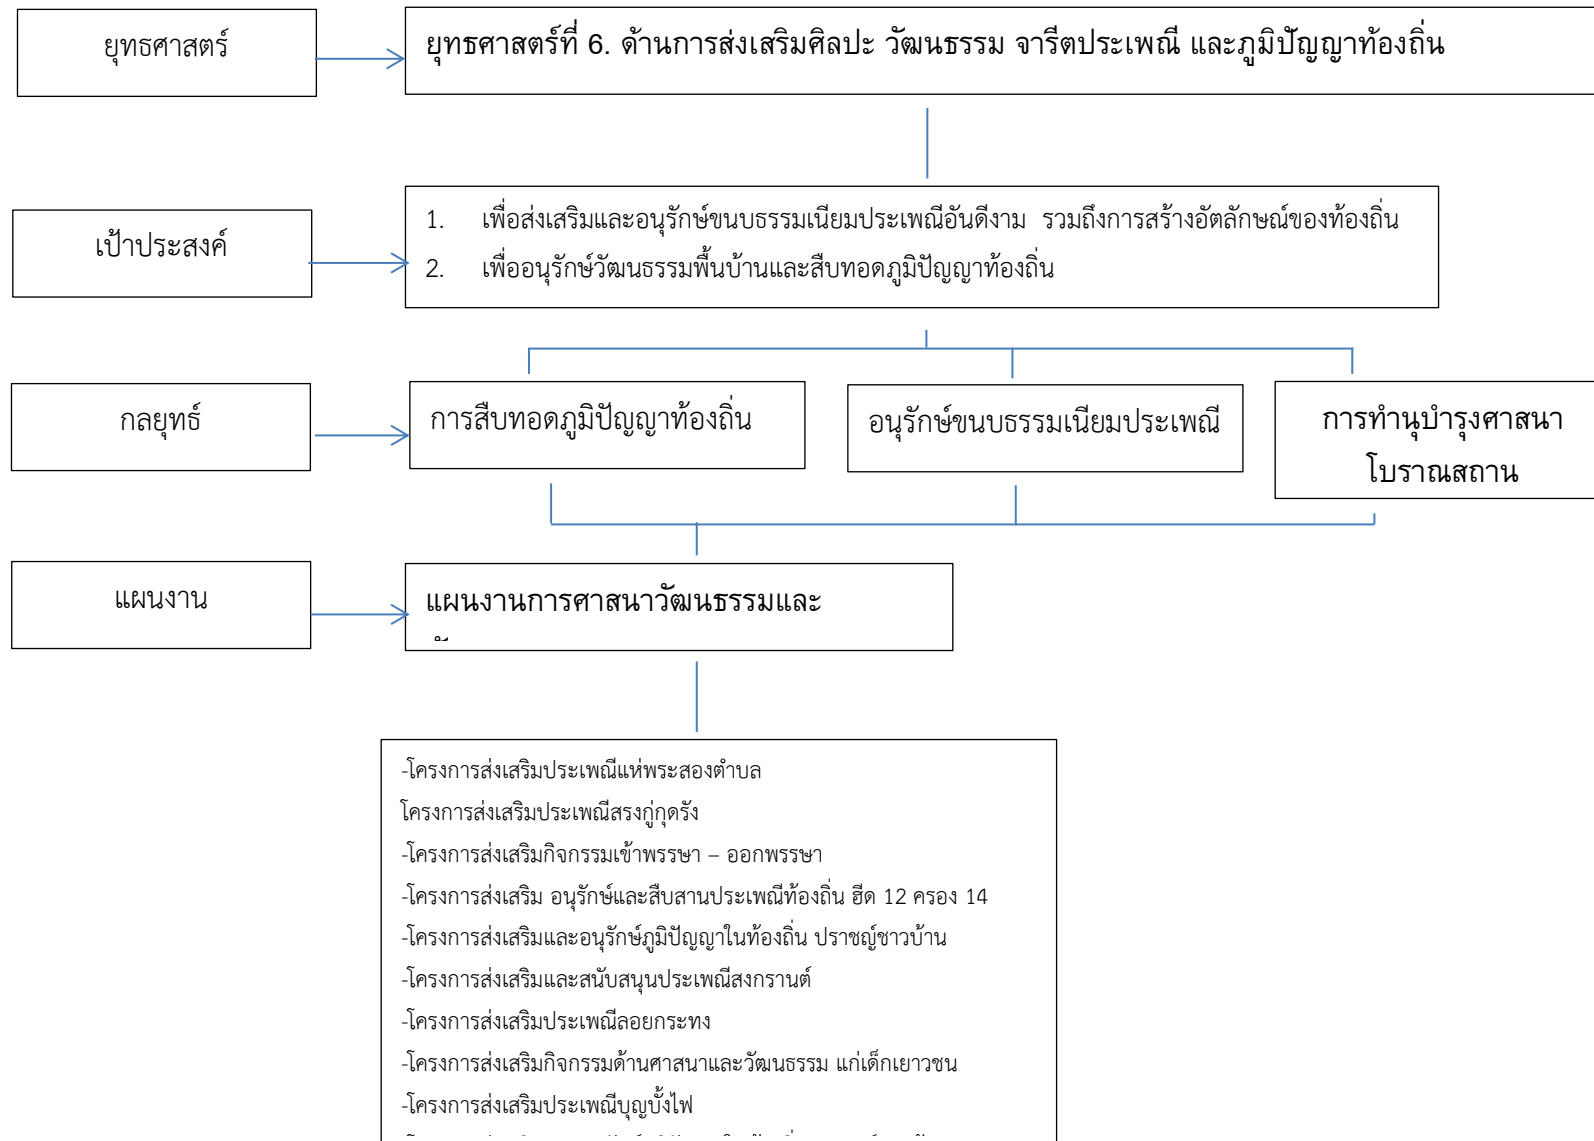 ยุทธศาสตร์
ยุทธศาสตร์ที่ 6. ด้านการส่งเสริมศิลปะ วัฒนธรรม จารีตประเพณี และภูมิปัญญาท้องถิ่น
เป้าประสงค์
1. เพื่อส่งเสริมและอนุรักษ์ขนบธรรมเนียมประเพณีอันดีงาม รวมถึงการสร้างอัตลักษณ์ของท้องถิ่น
2. เพื่ออนุรักษ์วัฒนธรรมพื้นบ้านและสืบทอดภูมิปัญญาท้องถิ่น
กลยุทธ์
การสืบทอดภูมิปัญญาท้องถิ่น
อนุรักษ์ขนบธรรมเนียมประเพณี
การทำนุบำรุงศาสนา
โบราณสถาน
แผนงาน
แผนงานการศาสนาวัฒนธรรมและ
-โครงการส่งเสริมประเพณีแห่พระสองตำบล
โครงการส่งเสริมประเพณีสรงกู่กุดรัง
-โครงการส่งเสริมกิจกรรมเข้าพรรษา – ออกพรรษา
-โครงการส่งเสริม อนุรักษ์และสืบสานประเพณีท้องถิ่น ฮีด 12 ครอง 14
-โครงการส่งเสริมและอนุรักษ์ภูมิปัญญาในท้องถิ่น ปราชญ์ชาวบ้าน
-โครงการส่งเสริมและสนับสนุนประเพณีสงกรานต์
-โครงการส่งเสริมประเพณีลอยกระทง
-โครงการส่งเสริมกิจกรรมด้านศาสนาและวัฒนธรรม แก่เด็กเยาวชน
-โครงการส่งเสริมประเพณีบุญบั้งไฟ